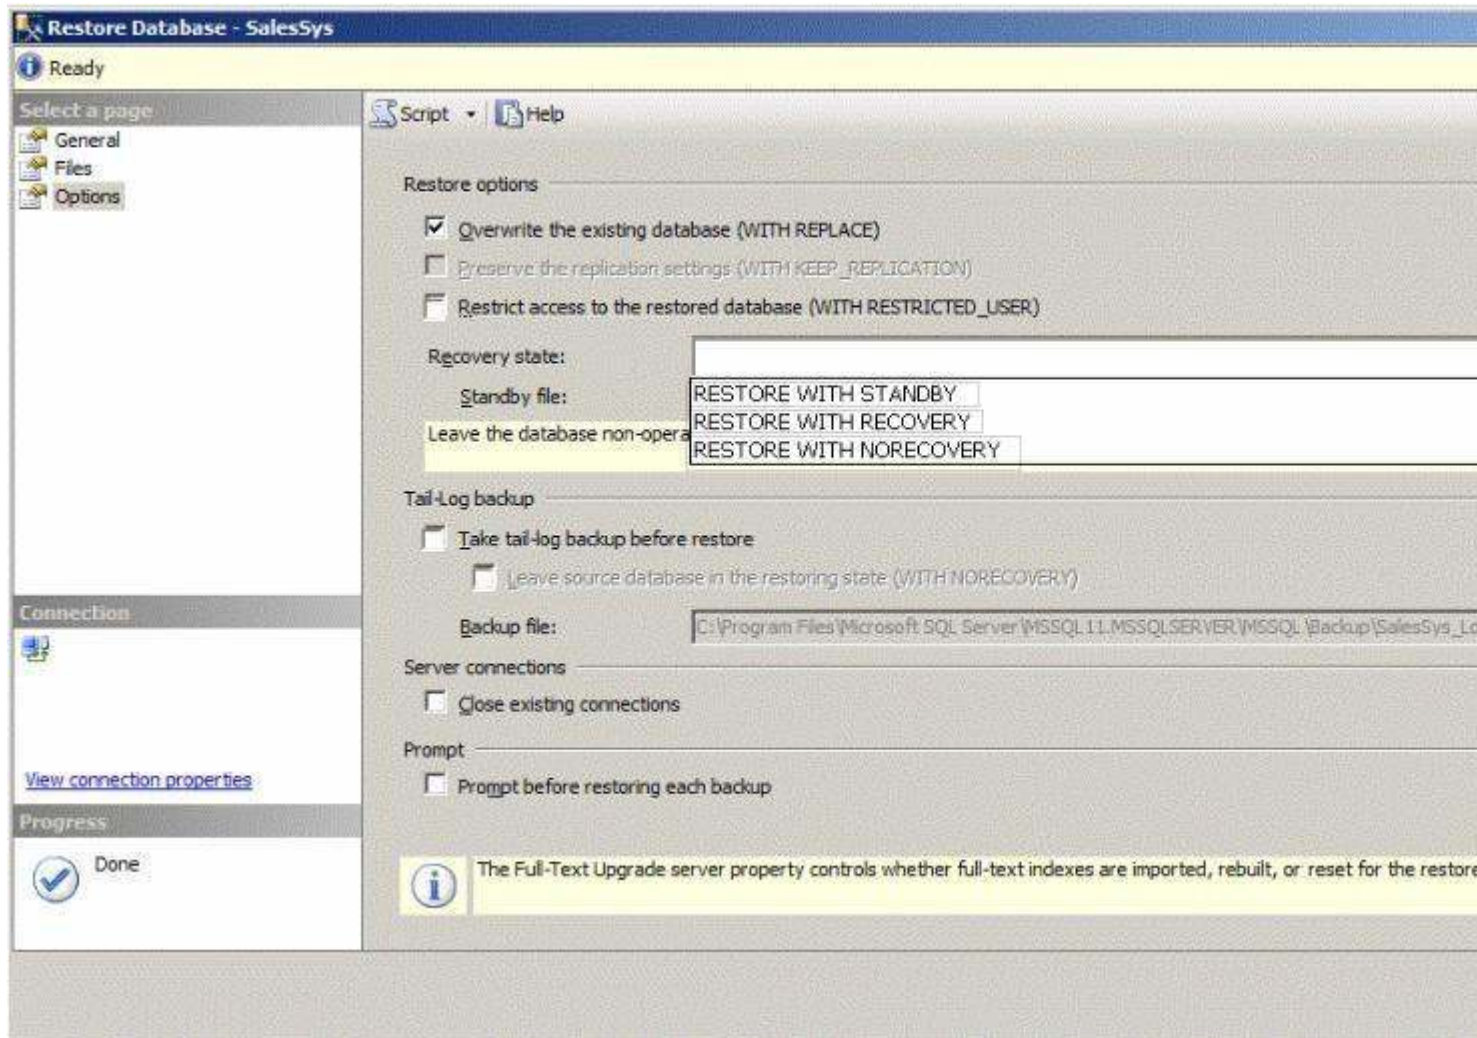 Restore Database - SalesSys
Ready
Select a page
General
Files
Options
Script
Help
Restore options
Overwrite the existing database (WITH REPLACE)
Preserve the replication settings (WITH KEEP_REPLICATION)
Restrict access to the restored database (WITH RESTRICTED_USER)
Recovery state:
Standby file:
RESTORE WITH STANDBY
RESTORE WITH RECOVERY
RESTORE WITH NORECOVERY
Leave the database non-opera
Tail-Log backup
Take tail-log backup before restore
Leave source database in the restoring state (WITH NORECOVERY)
Backup file:
C:\Program Files\Microsoft SQL Server\MSSQL11.MSSQLSERVER\MSSQL\Backup\SalesSys_Lo
Server connections
Close existing connections
Prompt
Prompt before restoring each backup
The Full-Text Upgrade server property controls whether full-text indexes are imported, rebuilt, or reset for the restore
Connection
View connection properties
Progress
Done